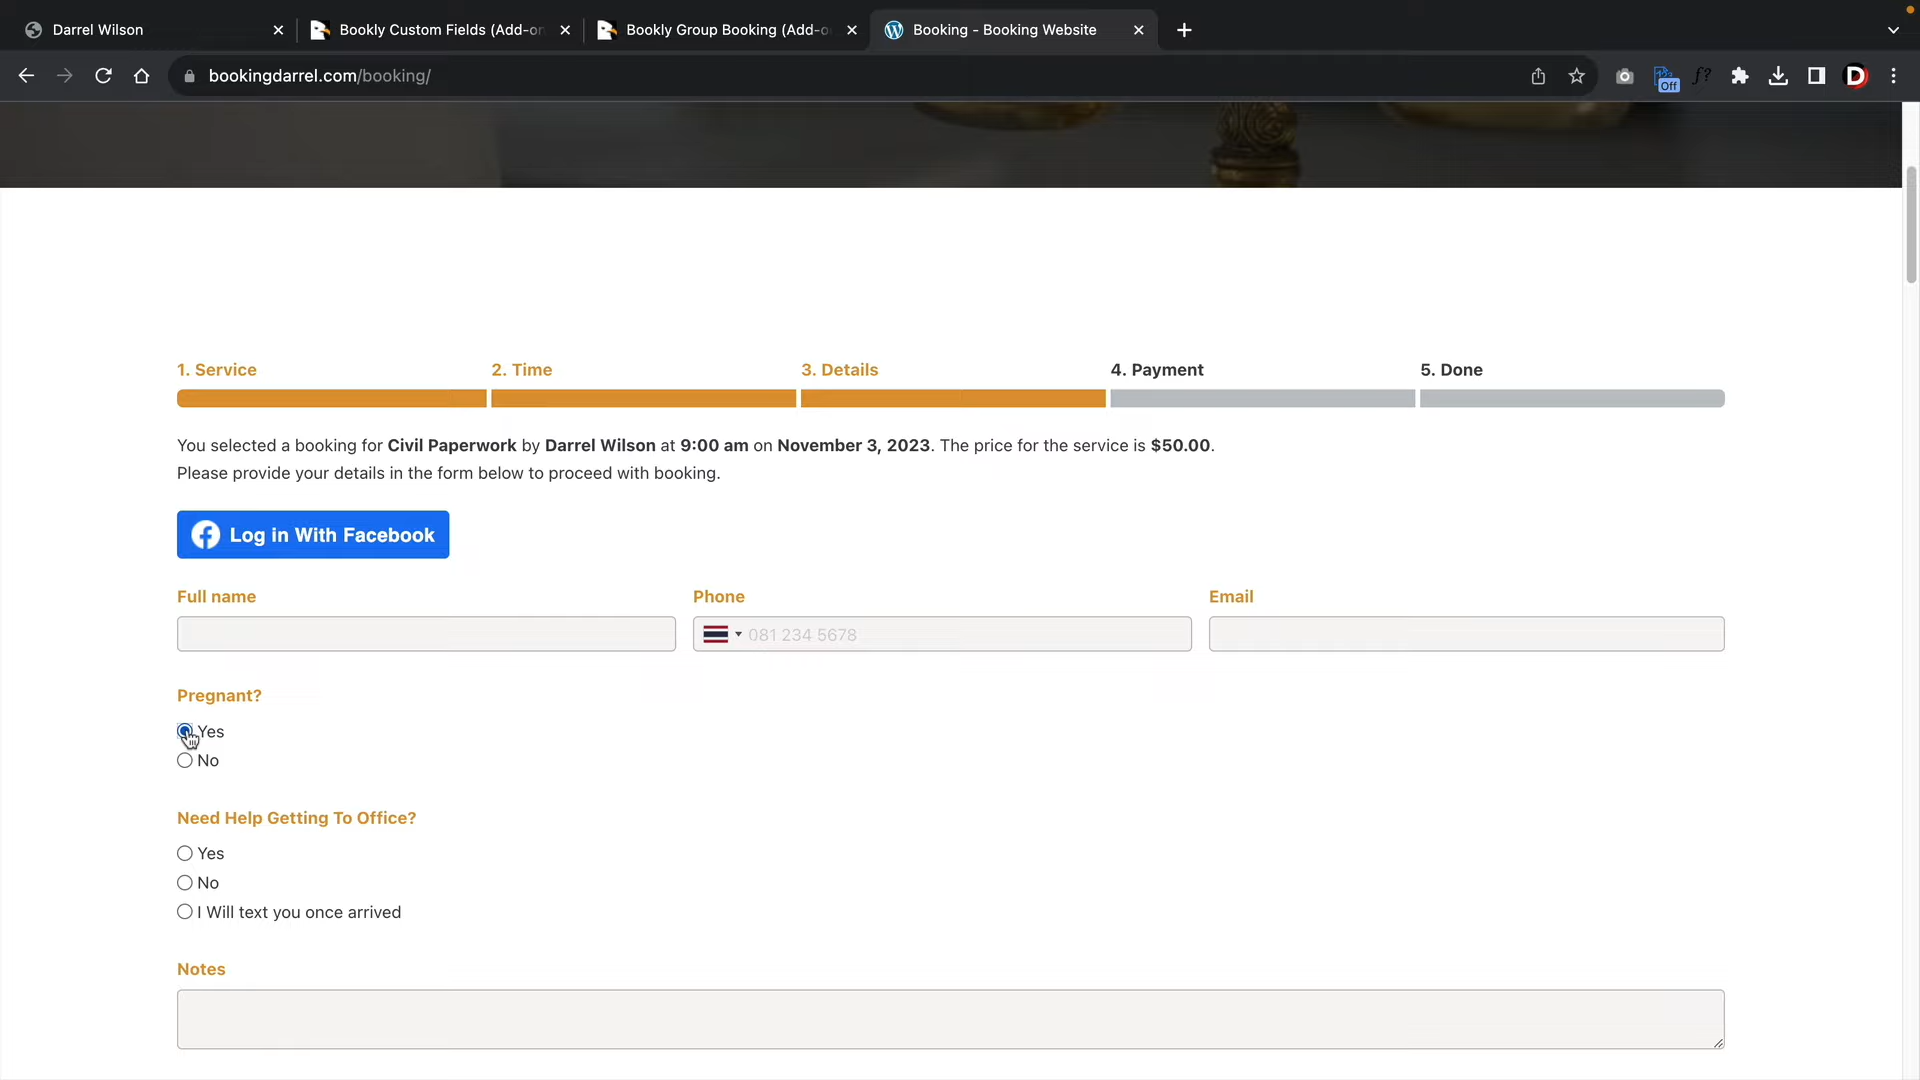 Darrel Wilson
Bookly Custom Fields (Add-on
Bookly Group Booking (Add-o
Booking - Booking Website
bookingdarrel.com/booking/
f?
Off
D
1. Service
2. Time
3. Details
4. Payment
5. Done
You selected a booking for Civil Paperwork by Darrel Wilson at 9:00 am on November 3, 2023. The price for the service is $50.00.
Please provide your details in the form below to proceed with booking.
Log in With Facebook
Full name
Phone
Email
081 234 5678
Pregnant?
Yes
No
Need Help Getting To Office?
Yes
No
I Will text you once arrived
Notes